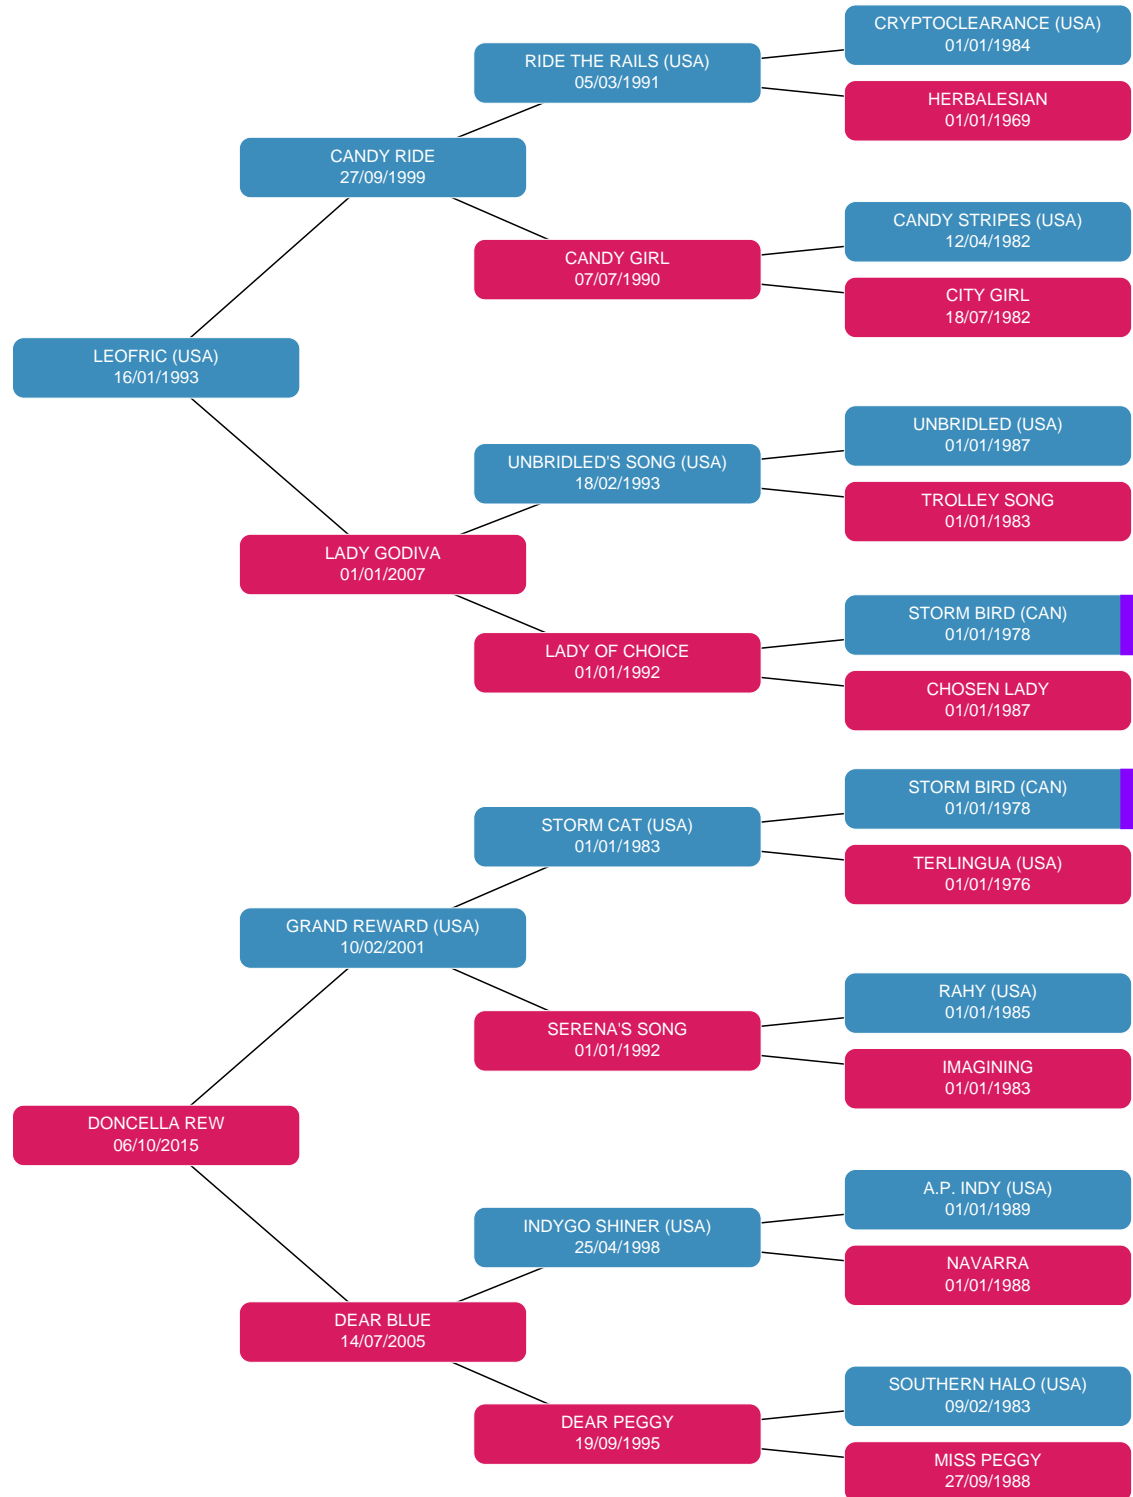 CRYPTOCLEARANCE (USA)
01/01/1984
RIDE THE RAILS (USA)
05/03/1991
HERBALESIAN
01/01/1969
CANDY RIDE
27/09/1999
CANDY STRIPES (USA)
12/04/1982
CANDY GIRL
07/07/1990
CITY GIRL
18/07/1982
LEOFRIC (USA)
16/01/1993
UNBRIDLED (USA)
01/01/1987
UNBRIDLED'S SONG (USA)
18/02/1993
TROLLEY SONG
01/01/1983
LADY GODIVA
01/01/2007
STORM BIRD (CAN)
01/01/1978
LADY OF CHOICE
01/01/1992
CHOSEN LADY
01/01/1987
STORM BIRD (CAN)
01/01/1978
STORM CAT (USA)
01/01/1983
TERLINGUA (USA)
01/01/1976
GRAND REWARD (USA)
10/02/2001
RAHY (USA)
01/01/1985
SERENA'S SONG
01/01/1992
IMAGINING
01/01/1983
DONCELLA REW
06/10/2015
A.P. INDY (USA)
01/01/1989
INDYGO SHINER (USA)
25/04/1998
NAVARRA
01/01/1988
DEAR BLUE
14/07/2005
SOUTHERN HALO (USA)
09/02/1983
DEAR PEGGY
19/09/1995
MISS PEGGY
27/09/1988